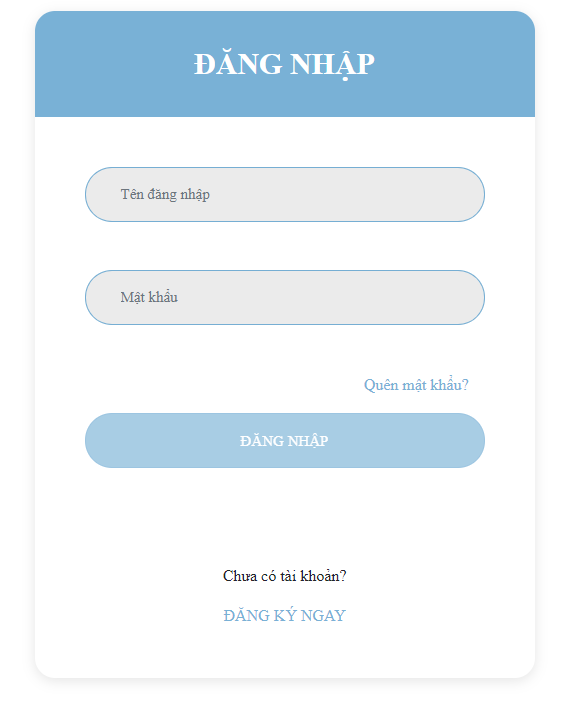 ĐĂNG NHẬP
Tên đăng nhập
Mật khẩu
Quên mật khẩu?
ĐĂNG NHẬP
Chưa có tài khoản?
ĐĂNG KÝ NGAY